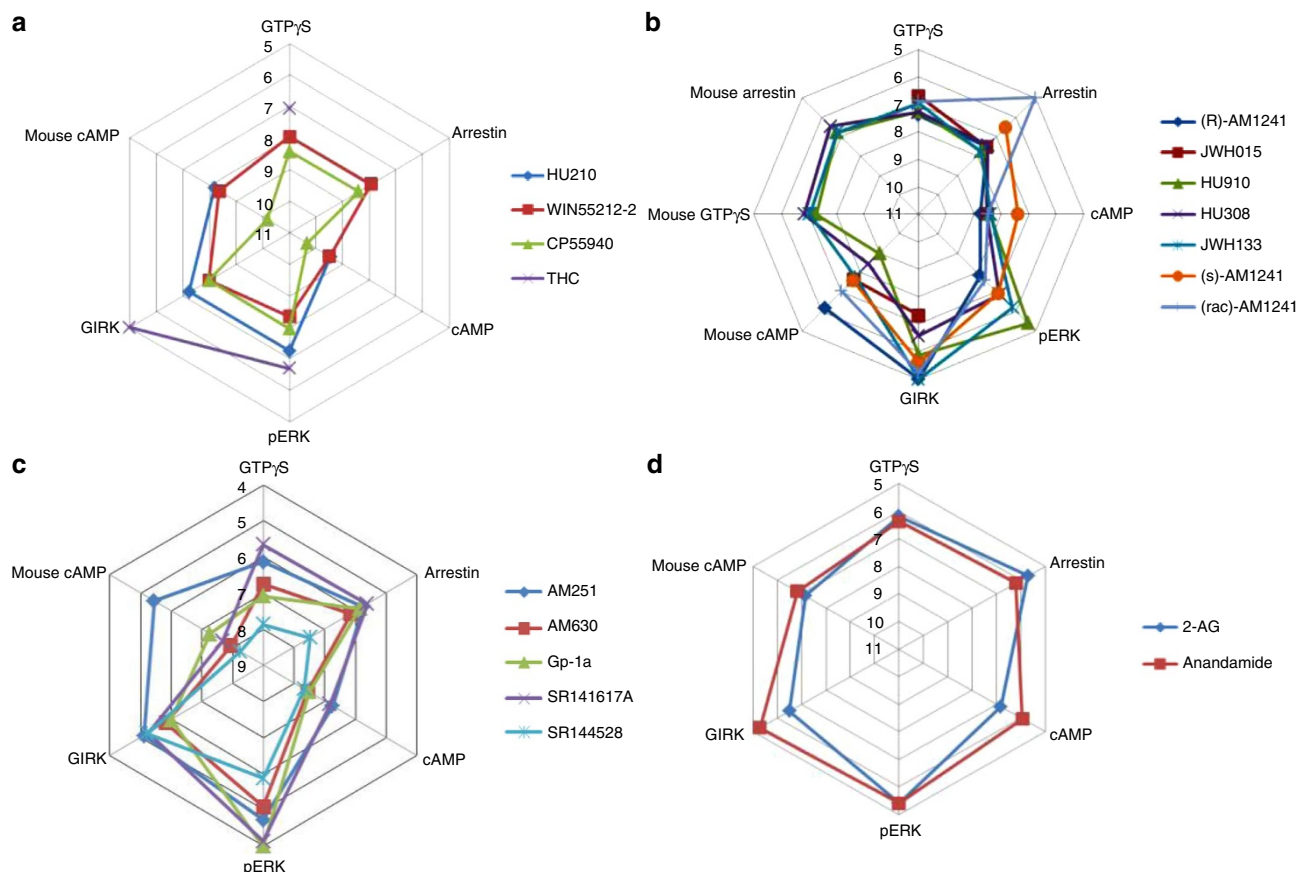 a
GTPγS
5
6
7
8
9
10
11
Arrestin
cAMP
pERK
GIRK
Mouse cAMP
HU210
WIN55212-2
CP55940
THC
b
GTPγS
5
6
7
8
9
10
11
Arrestin
cAMP
pERK
GIRK
Mouse cAMP
Mouse GTPγS
Mouse arrestin
(R)-AM1241
JWH015
HU910
HU308
JWH133
(s)-AM1241
(rac)-AM1241
c
GTPγS
4
5
6
7
8
9
Arrestin
cAMP
pERK
GIRK
Mouse cAMP
AM251
AM630
Gp-1a
SR141617A
SR144528
d
GTPγS
5
6
7
8
9
10
11
Arrestin
cAMP
pERK
GIRK
Mouse cAMP
2-AG
Anandamide